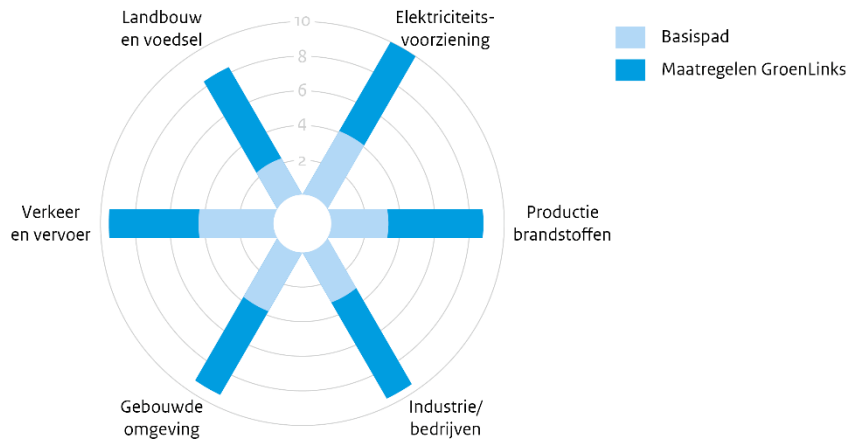 Landbouw
en voedsel
10
8
6
4
2
Elektriciteits-
voorziening
Basispad
Maatregelen GroenLinks
Verkeer
en vervoer
Productie
brandstoffen
Gebouwde
omgeving
Industrie/
bedrijven